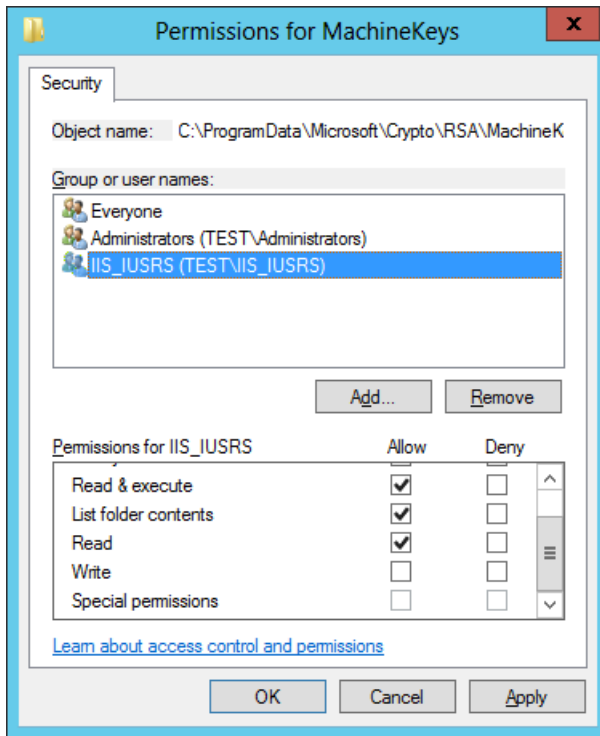 Permissions for MachineKeys
x
Security
Object name: C:\ProgramData\Microsoft\Crypto\RSA\MachineK
Group or user names:
Everyone
Administrators (TEST\Administrators)
IIS_IUSRS (TEST\IIS_IUSRS)
Add... Remove
Permissions for IIS_IUSRS Allow Deny
Read & execute
List folder contents
Read
Write
Special permissions
Learn about access control and permissions
OK Cancel Apply